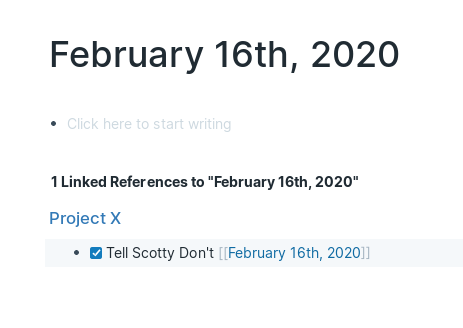 February 16th, 2020
Click here to start writing
1 Linked References to "February 16th, 2020"
Project X
Tell Scotty Don't [[February 16th, 2020]]